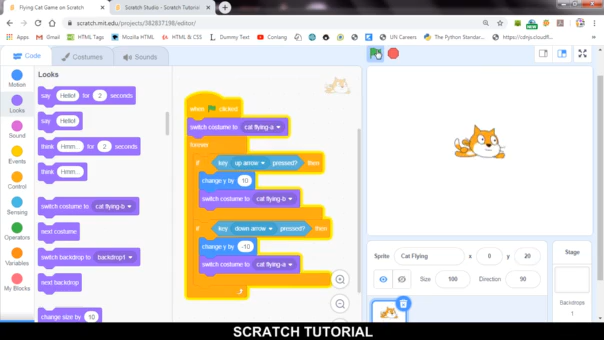 Flying Cat Game on Scratch
Scratch Studio - Scratch Tutorial
scratch.mit.edu/projects/382837198/editor/
Apps
Gmail
HTML Tags
Mozilla HTML
HTML & CSS
Dummy Text
Contang
UN Careers
The Python Standar...
https://cdnjs.cloudfl...
Code
Costumes
Sounds
Motion
Looks
Sound
Events
Control
Sensing
Operators
Variables
My Blocks
Looks
say Hello! for 2 seconds
say Hello!
think Hmm... for 2 seconds
think Hmm...
switch costume to cat flying-b
next costume
switch backdrop to backdrop1
next backdrop
change size by 10
when clicked
switch costume to cat flying-a
forever
if key up arrow pressed? then
change y by 10
switch costume to cat flying-b
if key down arrow pressed? then
change y by -10
switch costume to cat flying-a
Sprite Cat Flying x 0 y 20
Size 100 Direction 90
Stage
Backdrops
1
SCRATCH TUTORIAL